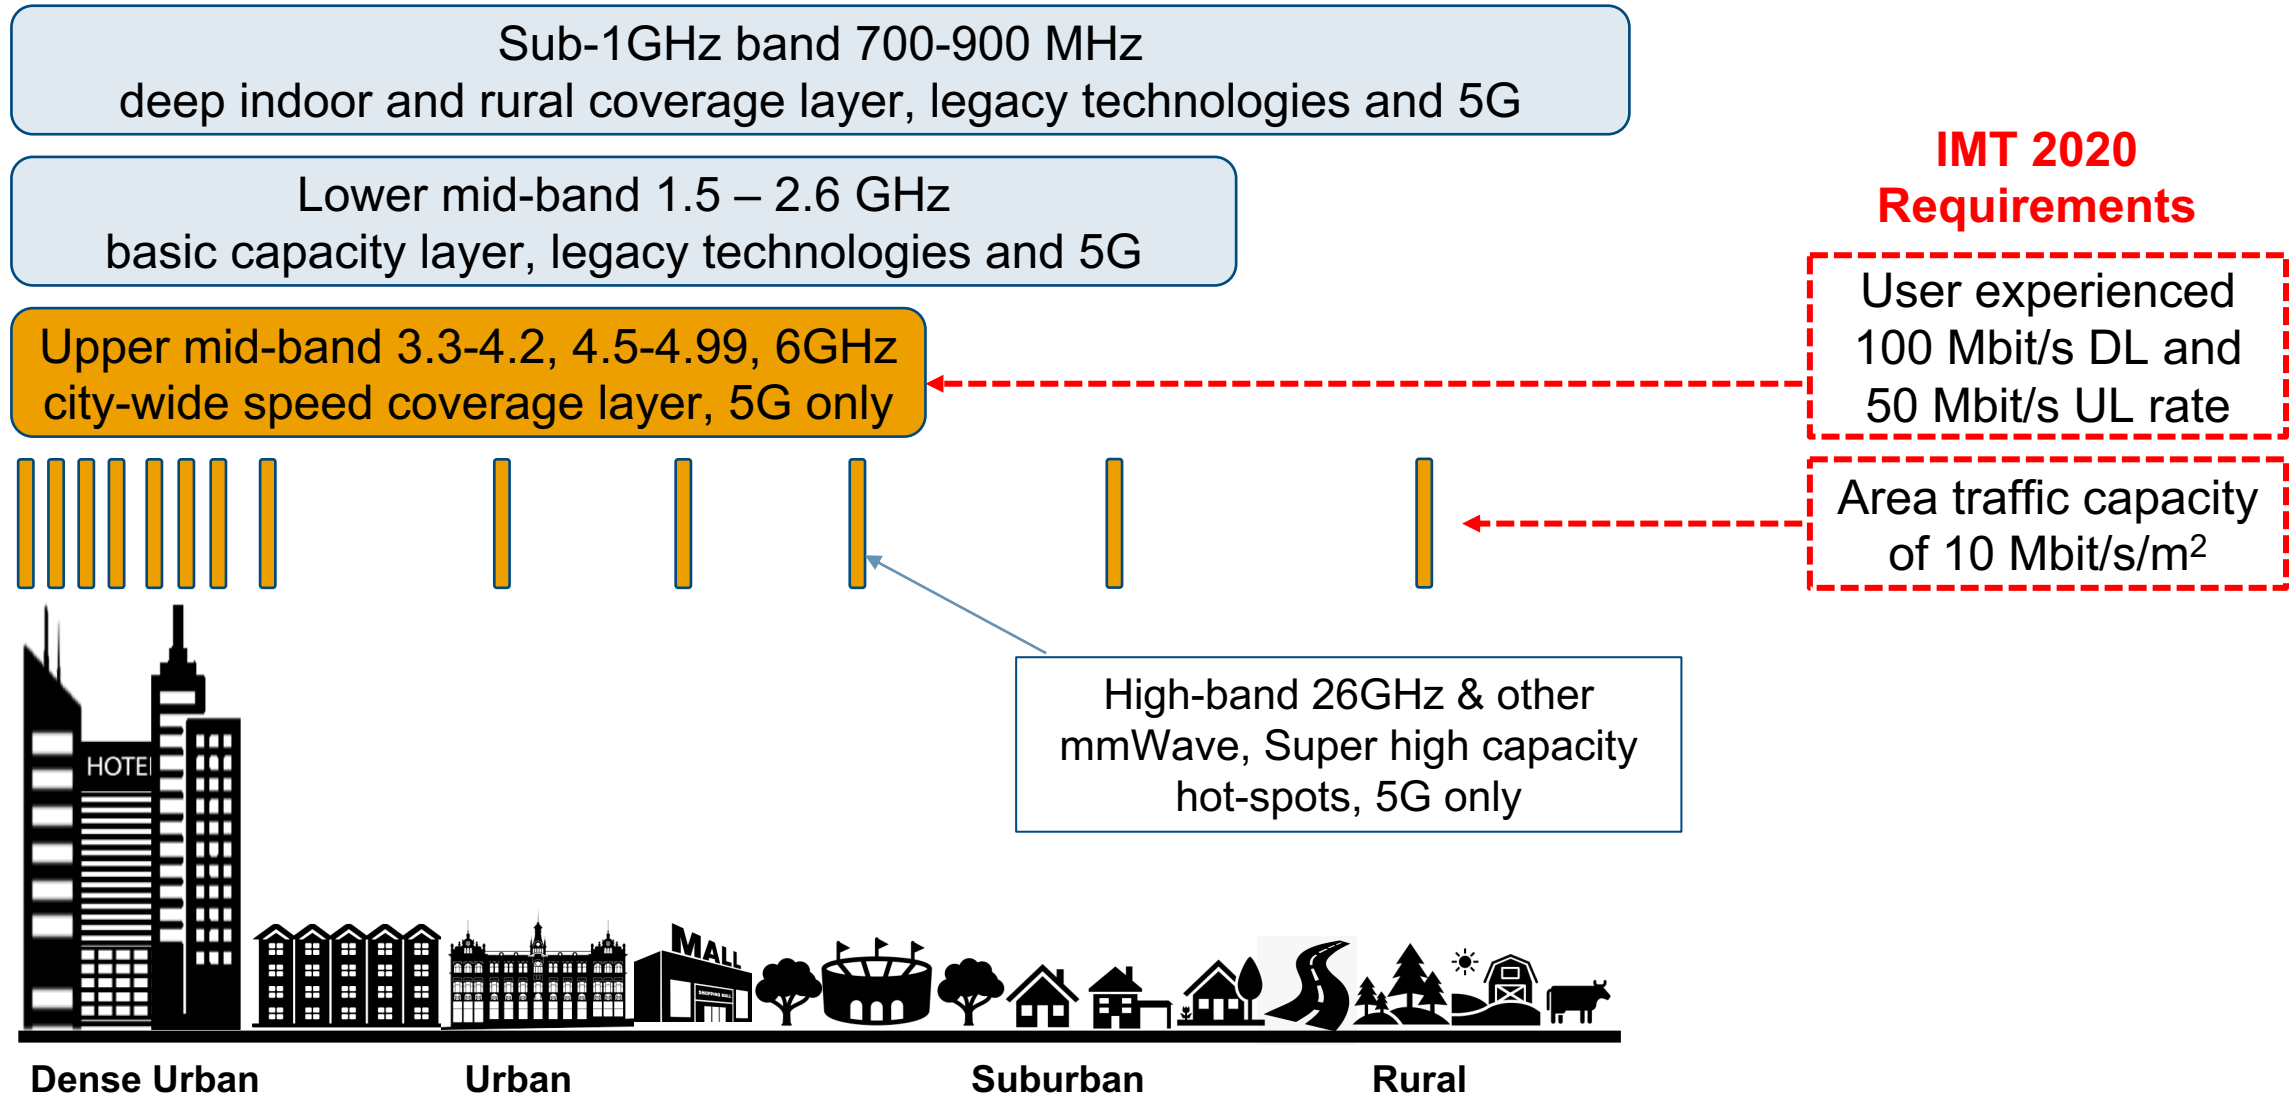 Sub-1GHz band 700-900 MHz
deep indoor and rural coverage layer, legacy technologies and 5G
Lower mid-band 1.5 – 2.6 GHz
basic capacity layer, legacy technologies and 5G
Upper mid-band 3.3-4.2, 4.5-4.99, 6GHz
city-wide speed coverage layer, 5G only
IMT 2020
Requirements
User experienced
100 Mbit/s DL and
50 Mbit/s UL rate
Area traffic capacity
of 10 Mbit/s/m²
High-band 26GHz & other
mmWave, Super high capacity
hot-spots, 5G only
HOTE
MALL
SHOPPING MALL
Dense Urban
Urban
Suburban
Rural